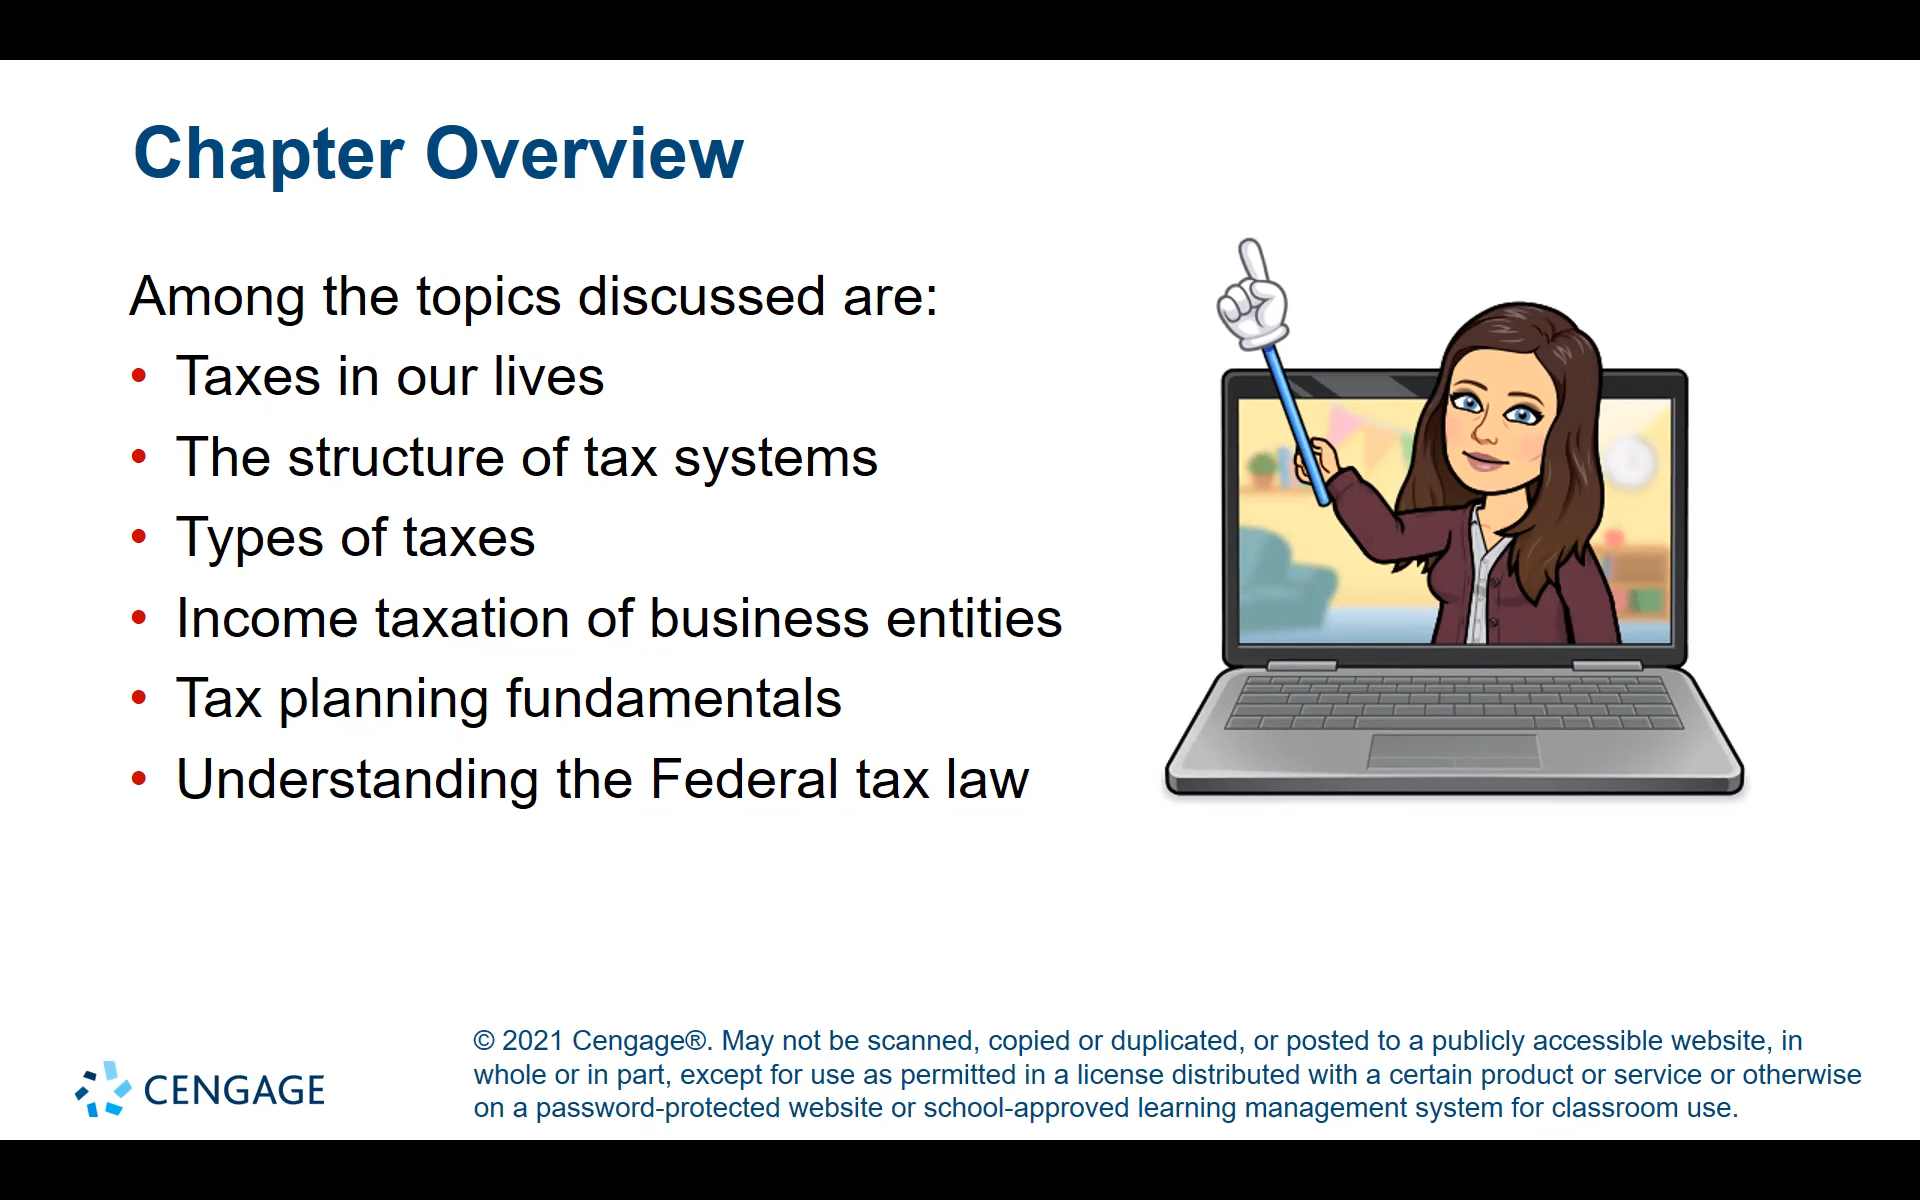 Chapter Overview
Among the topics discussed are:
• Taxes in our lives
• The structure of tax systems
• Types of taxes
• Income taxation of business entities
• Tax planning fundamentals
• Understanding the Federal tax law
CENGAGE
© 2021 Cengage®. May not be scanned, copied or duplicated, or posted to a publicly accessible website, in
whole or in part, except for use as permitted in a license distributed with a certain product or service or otherwise
on a password-protected website or school-approved learning management system for classroom use.